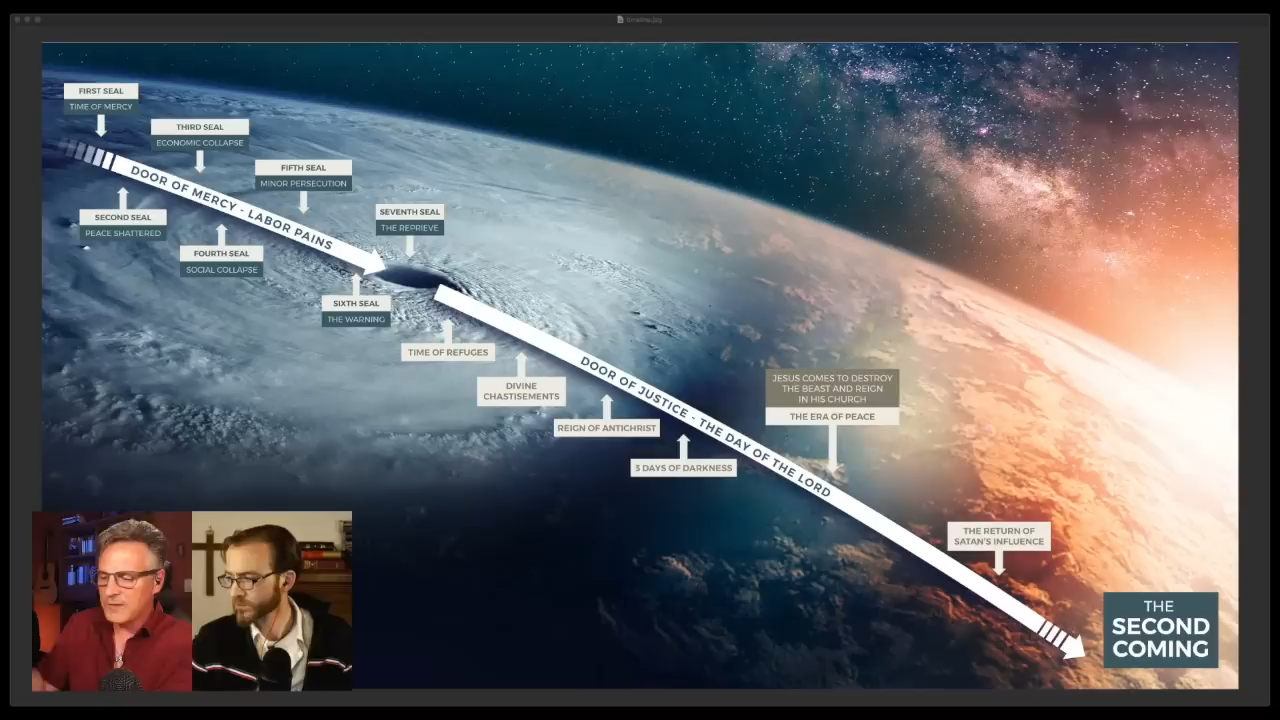 timeline.jpg
FIRST SEAL
TIME OF MERCY
THIRD SEAL
ECONOMIC COLLAPSE
FIFTH SEAL
MINOR PERSECUTION
SEVENTH SEAL
THE REPRIEVE
DOOR OF MERCY - LABOR PAINS
SECOND SEAL
PEACE SHATTERED
FOURTH SEAL
SOCIAL COLLAPSE
SIXTH SEAL
THE WARNING
TIME OF REFUGES
DIVINE
CHASTISEMENTS
REIGN OF ANTICHRIST
3 DAYS OF DARKNESS
DOOR OF JUSTICE - THE DAY OF THE LORD
JESUS COMES TO DESTROY
THE BEAST AND REIGN
IN HIS CHURCH
THE ERA OF PEACE
THE RETURN OF
SATAN'S INFLUENCE
THE
SECOND
COMING